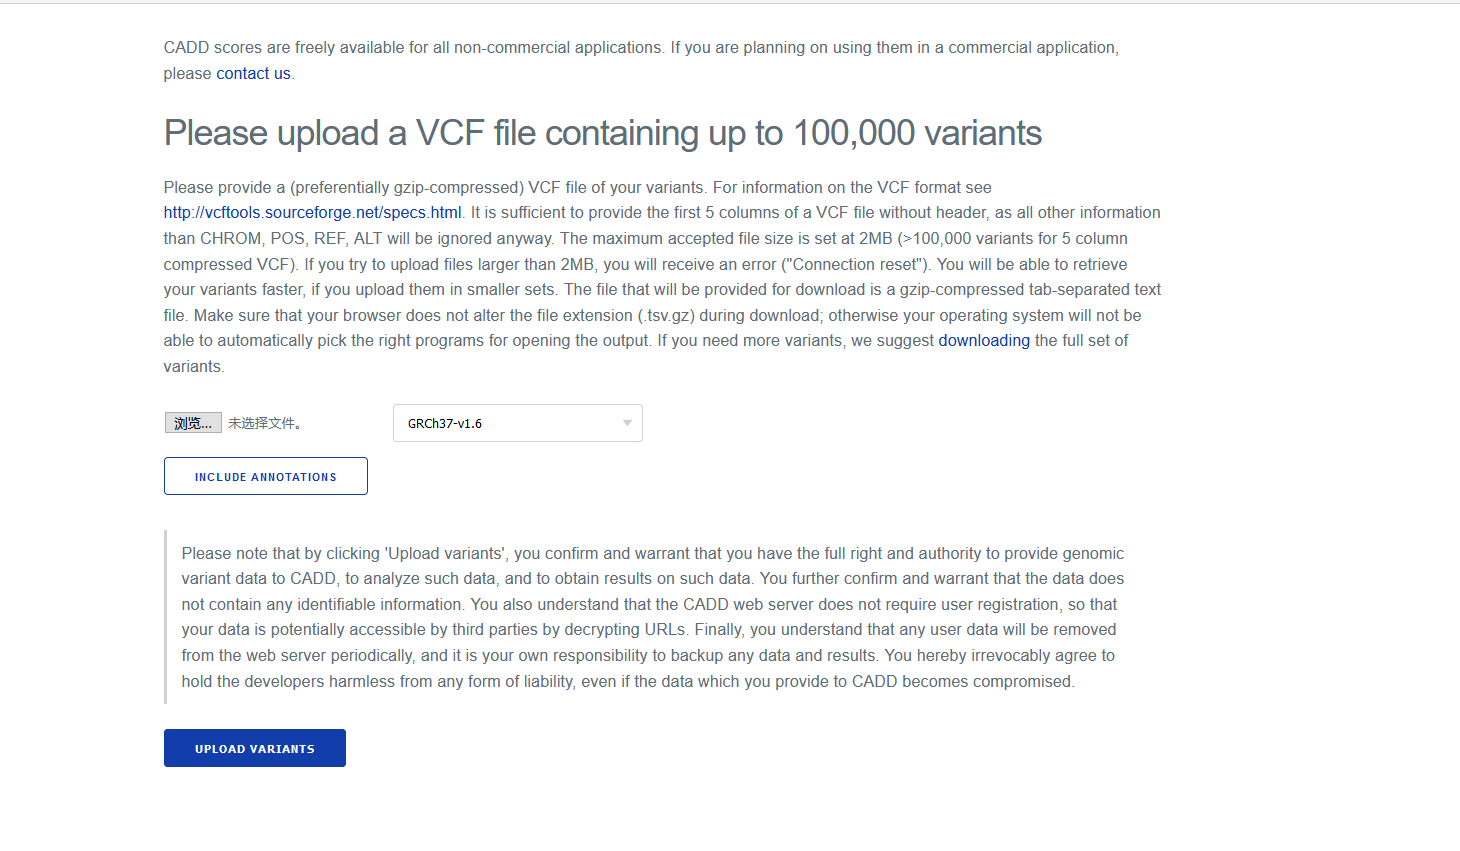 CADD scores are freely available for all non-commercial applications. If you are planning on using them in a commercial application,
please contact us.
Please upload a VCF file containing up to 100,000 variants
Please provide a (preferentially gzip-compressed) VCF file of your variants. For information on the VCF format see
http://vcftools.sourceforge.net/specs.html. It is sufficient to provide the first 5 columns of a VCF file without header, as all other information
than CHROM, POS, REF, ALT will be ignored anyway. The maximum accepted file size is set at 2MB (>100,000 variants for 5 column
compressed VCF). If you try to upload files larger than 2MB, you will receive an error ("Connection reset"). You will be able to retrieve
your variants faster, if you upload them in smaller sets. The file that will be provided for download is a gzip-compressed tab-separated text
file. Make sure that your browser does not alter the file extension (.tsv.gz) during download; otherwise your operating system will not be
able to automatically pick the right programs for opening the output. If you need more variants, we suggest downloading the full set of
variants.
浏览... 未选择文件。 GRCh37-v1.6
INCLUDE ANNOTATIONS
Please note that by clicking 'Upload variants', you confirm and warrant that you have the full right and authority to provide genomic
variant data to CADD, to analyze such data, and to obtain results on such data. You further confirm and warrant that the data does
not contain any identifiable information. You also understand that the CADD web server does not require user registration, so that
your data is potentially accessible by third parties by decrypting URLs. Finally, you understand that any user data will be removed
from the web server periodically, and it is your own responsibility to backup any data and results. You hereby irrevocably agree to
hold the developers harmless from any form of liability, even if the data which you provide to CADD becomes compromised.
UPLOAD VARIANTS